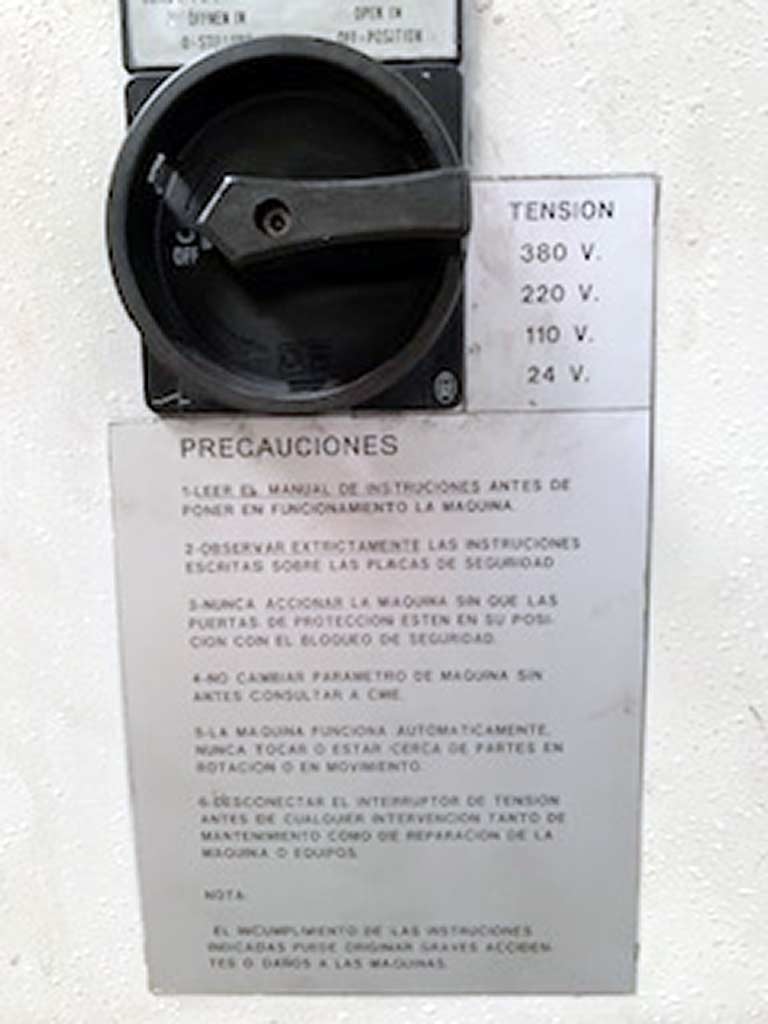 ÖFFNEN IN
OPEN IN
OFF-POSITION
OFF
TENSION
380 V.
220 V.
110 V.
24 V.
PRECAUCIONES
1-LEER EL MANUAL DE INSTRUCIONES ANTES DE
PONER EN FUNCIONAMIENTO LA MAQUINA.
2-OBSERVAR EXTRICTAMENTE LAS INSTRUCIONES
ESCRITAS SOBRE LAS PLACAS DE SEGURIDAD
3-NUNCA ACCIONAR LA MAQUINA SIN QUE LAS
PUERTAS DE PROTECCION ESTEN EN SU POSI-
CION CON EL BLOQUEO DE SEGURIDAD.
4-NO CAMBIAR PARAMETRO DE MAQUINA SIN
ANTES CONSULTAR A CME.
5-LA MAQUINA FUNCIONA AUTOMATICAMENTE,
NUNCA TOCAR O ESTAR CERCA DE PARTES EN
ROTACION O EN MOVIMIENTO.
6-DESCONECTAR EL INTERRUPTOR DE TENSION
ANTES DE CUALQUIER INTERVENCION TANTO DE
MANTENIMIENTO COMO DE REPARACION DE LA
MAQUINA O EQUIPOS.
NOTA:
EL INCUMPLIMIENTO DE LAS INSTRUCIONES
INDICADAS PUEDE ORIGINAR GRAVES ACCIDEN-
TES O DAÑOS A LAS MAQUINAS.